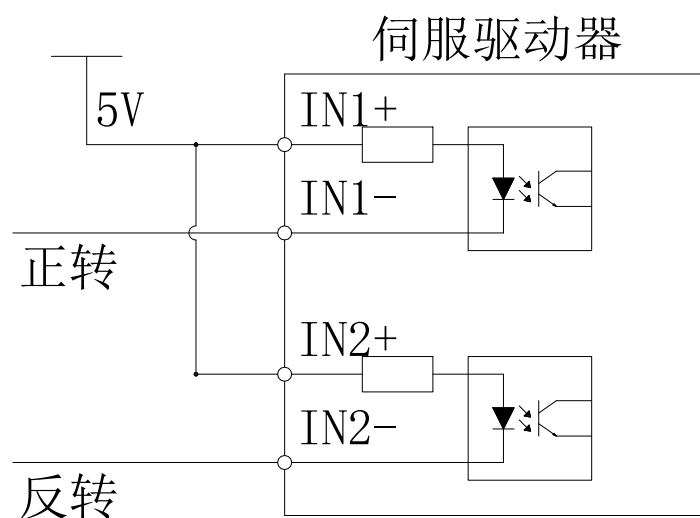 伺服驱动器
5V
IN1+
IN1-
正转
IN2+
IN2-
反转